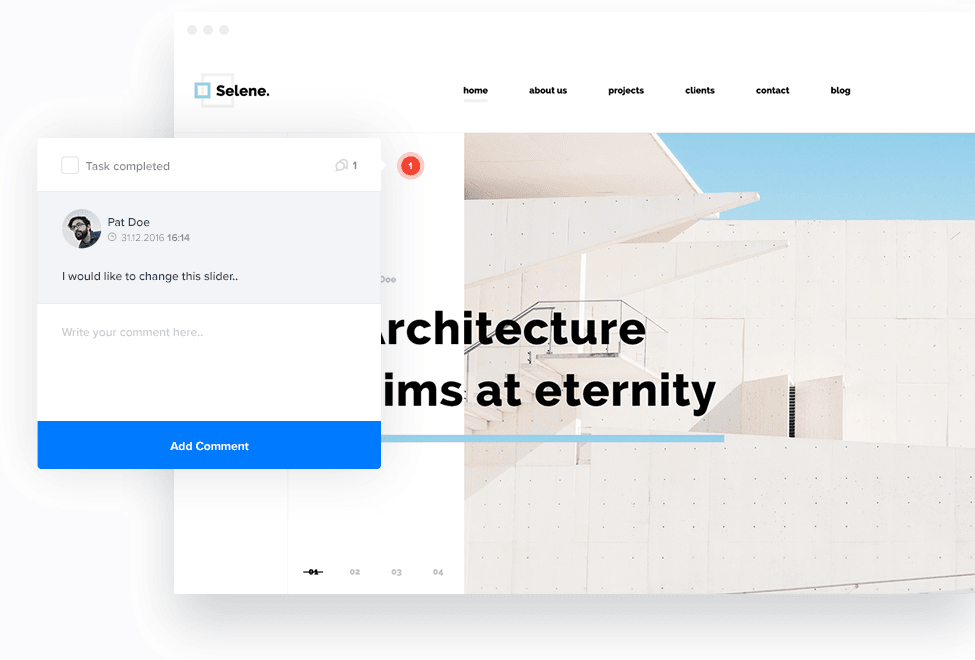 Selene.
home about us projects clients contact blog
Task completed
1
1
Pat Doe
31.12.2016 16:14
I would like to change this slider..
Write your comment here..
Add Comment
Doe
rchitecture
ims at eternity
01 02 03 04